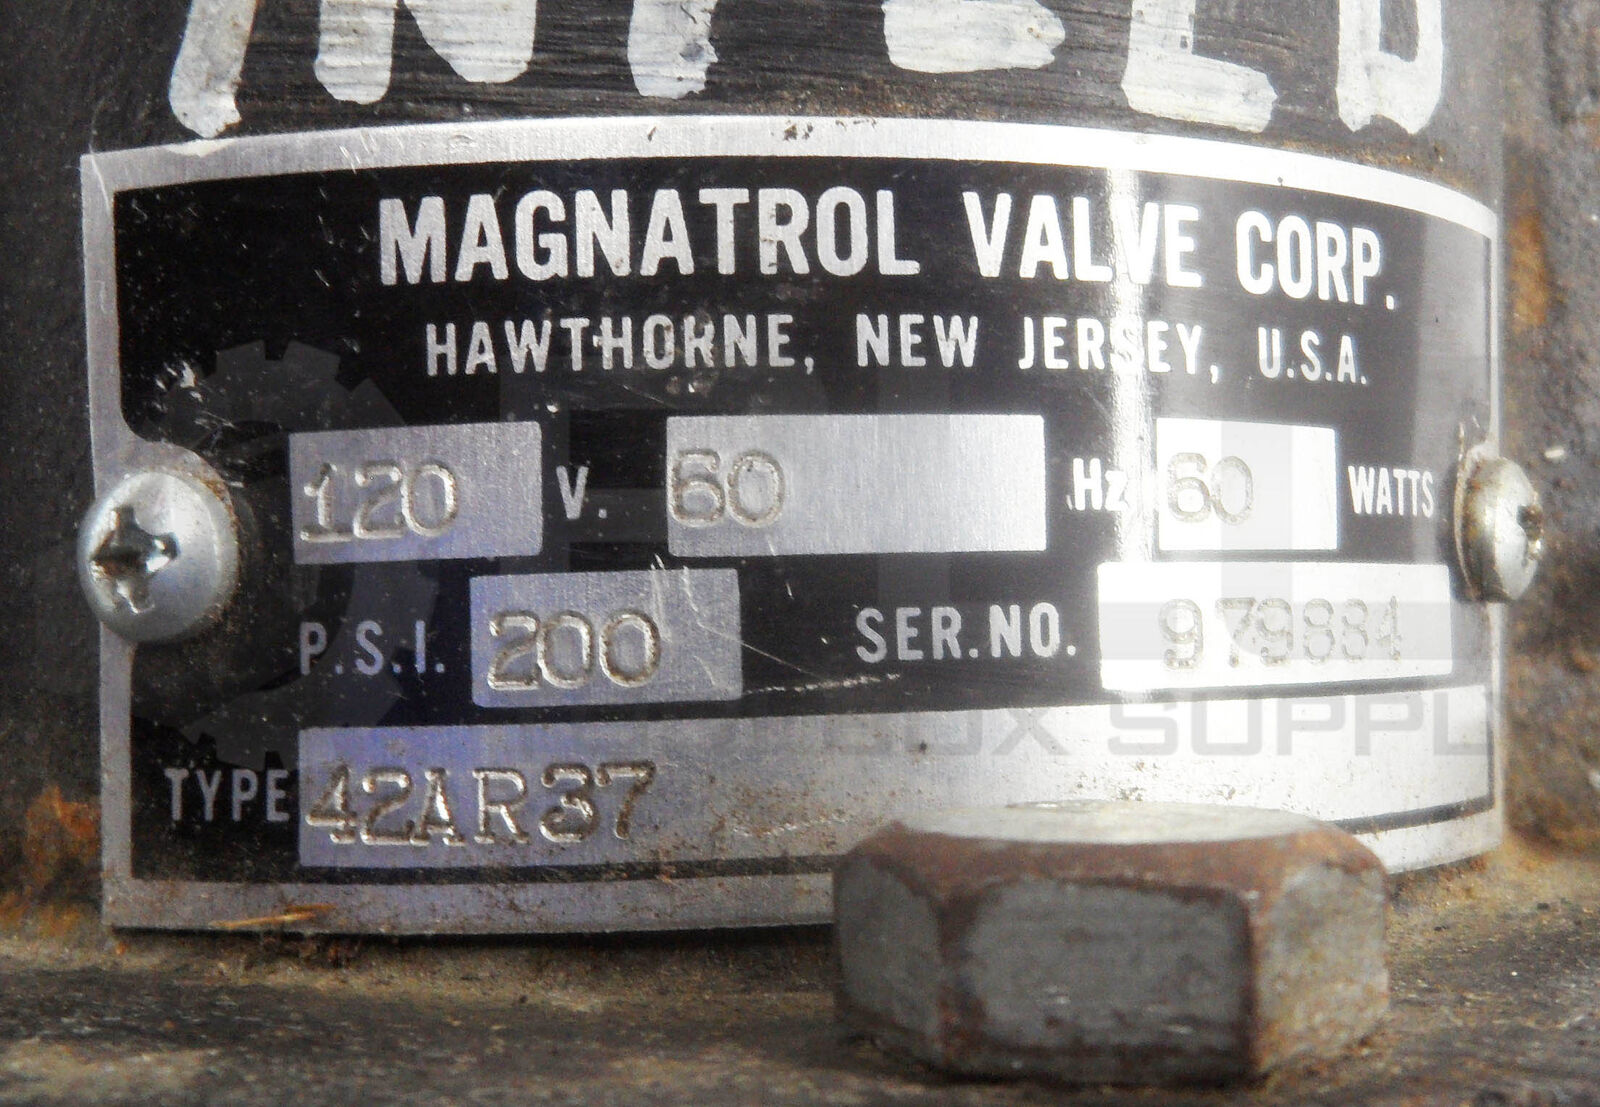 MAGNATROL VALVE CORP.
HAWTHORNE, NEW JERSEY, U.S.A.
120 V. 60 Hz 60 WATTS
P.S.I. 200 SER.NO. 979884
TYPE 42AR37